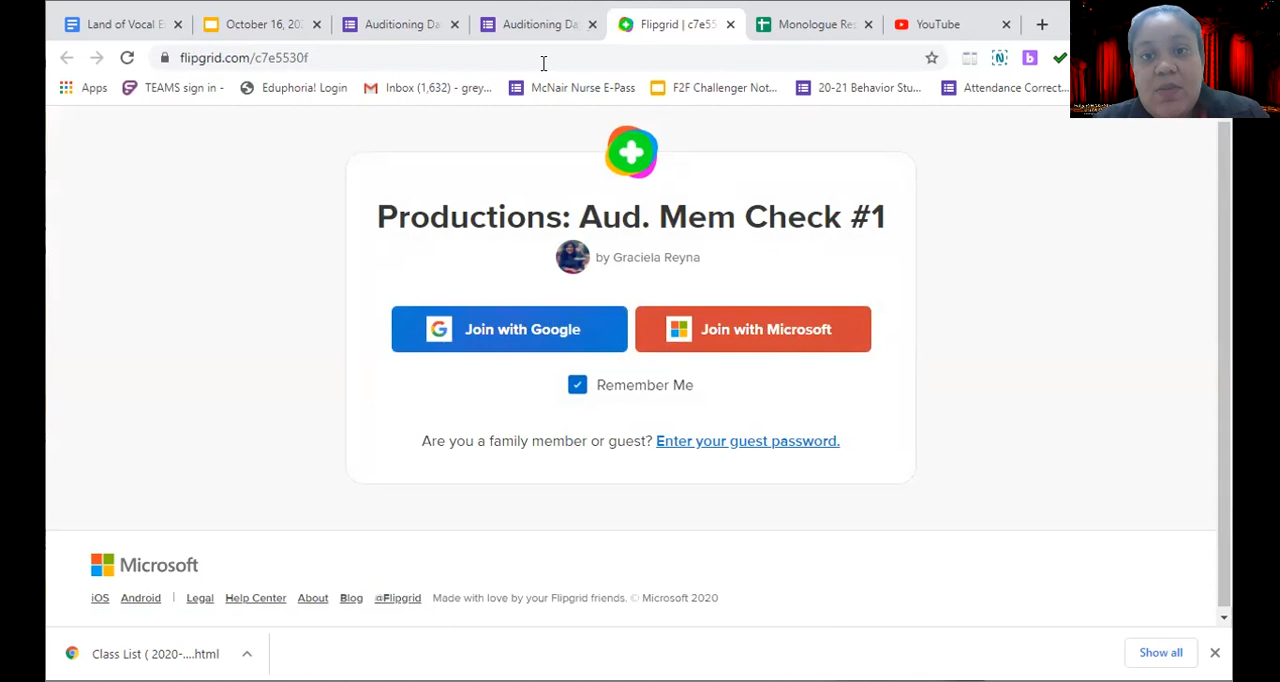 Land of Vocal E
October 16, 202
Auditioning Da
Auditioning Da
Flipgrid | c7e55
Monologue Res
YouTube
flipgrid.com/c7e5530f
Apps
TEAMS sign in -
Eduphoria! Login
Inbox (1,632) - grey...
McNair Nurse E-Pass
F2F Challenger Not...
20-21 Behavior Stu...
Attendance Correct...
Productions: Aud. Mem Check #1
by Graciela Reyna
Join with Google
Join with Microsoft
Remember Me
Are you a family member or guest? Enter your guest password.
Microsoft
iOS Android | Legal Help Center About Blog @Flipgrid Made with love by your Flipgrid friends. © Microsoft 2020
Class List ( 2020-....html
Show all